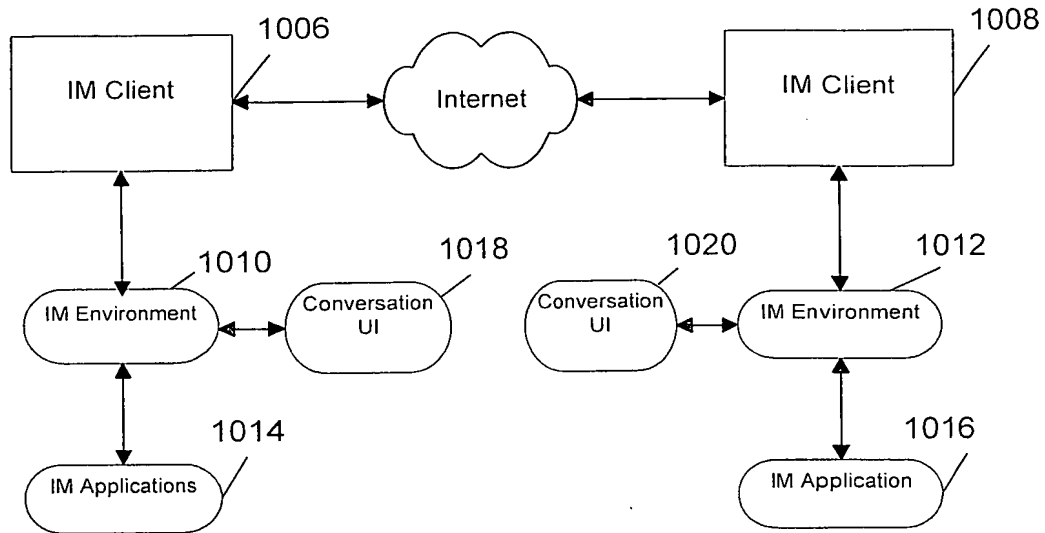 1006
1008
IM Client
Internet
IM Client
1010
1018
1020
1012
IM Environment
Conversation
UI
Conversation
UI
IM Environment
1014
1016
IM Applications
IM Application